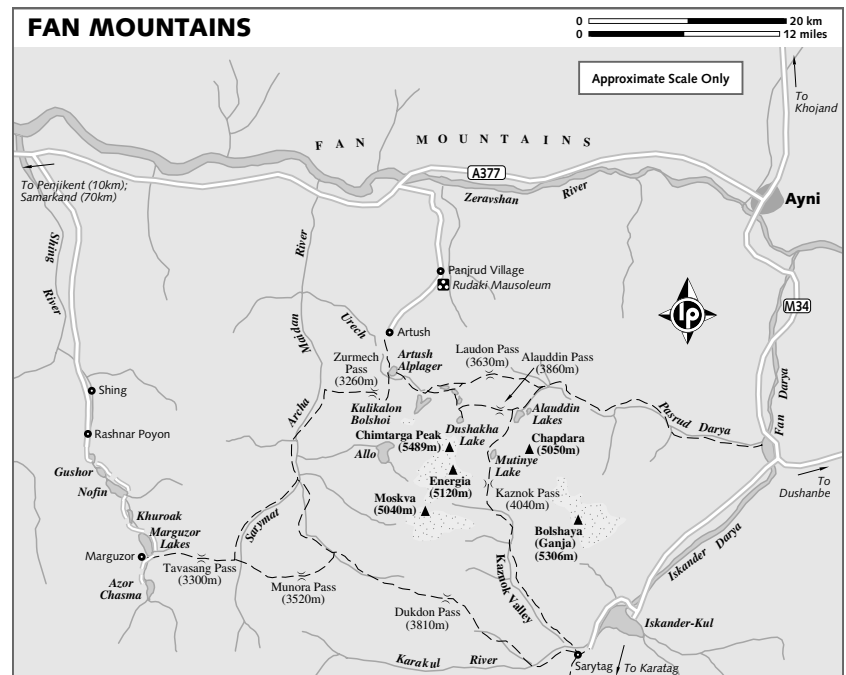 FAN MOUNTAINS
0 20 km
0 12 miles
Approximate Scale Only
To
Khojand
FAN MOUNTAINS
A377
To Penjikent (10km);
Samarkand (70km)
Zeravshan River
Ayni
Shing
River
River
Maidan
Archa
Panjrud Village
Rudaki Mausoleum
lp
M34
Urech
Artush
Artush
Alplager
Laudon Pass
(3630m)
Alauddin Pass
(3860m)
Zurmech
Pass
(3260m)
Fan Darya
Shing
Kulikalon
Bolshoi
Alauddin
Lakes
Pasrud Darya
Dushakha
Lake
Rashnar Poyon
Chimtarga Peak
(5489m)
Chapdara
(5050m)
Allo
Mutinye
Lake
Gushor
Nofin
Energia
(5120m)
Kaznok Pass
(4040m)
To
Dushanbe
Moskva
(5040m)
Khuroak
Marguzor
Lakes
Sarymat
Bolshaya
(Ganja)
(5306m)
Iskander Darya
Marguzor
Tavasang Pass
(3300m)
Azor
Chasma
Munora Pass
(3520m)
Kaznok Valley
Dukdon Pass
(3810m)
Iskander-Kul
Karakul River
Sarytag
To Karatag